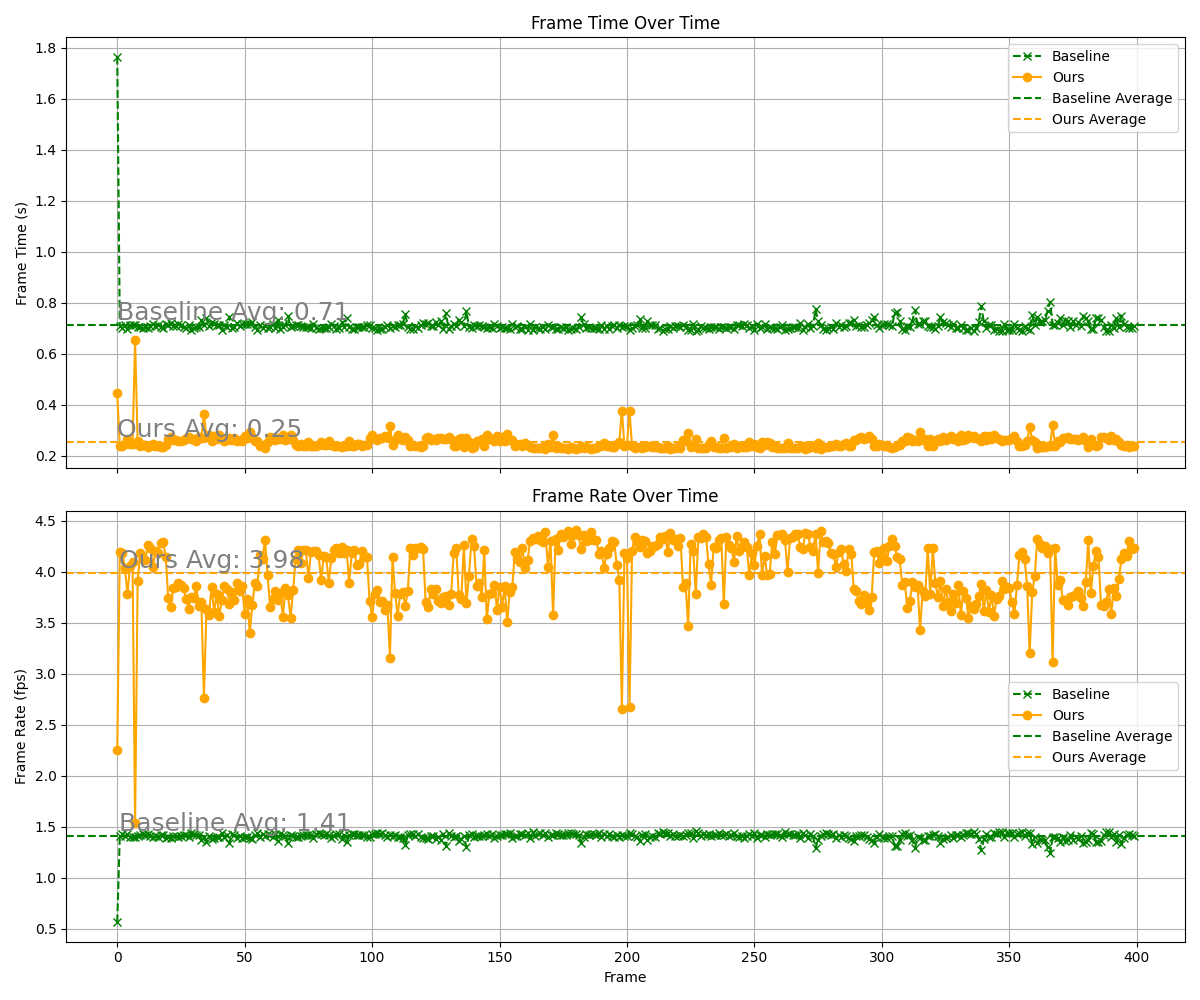 Frame Time Over Time
1.8
1.6
1.4
1.2
1.0
0.8
0.6
0.4
0.2
Frame Time (s)
Baseline
Ours
Baseline Average
Ours Average
Baseline Avg: 0.71
Ours Avg: 0.25
Frame Rate Over Time
4.5
4.0
3.5
3.0
2.5
2.0
1.5
1.0
0.5
Frame Rate (fps)
Ours Avg: 3.98
Baseline
Ours
Baseline Average
Ours Average
Baseline Avg: 1.41
0 50 100 150 200 250 300 350 400
Frame